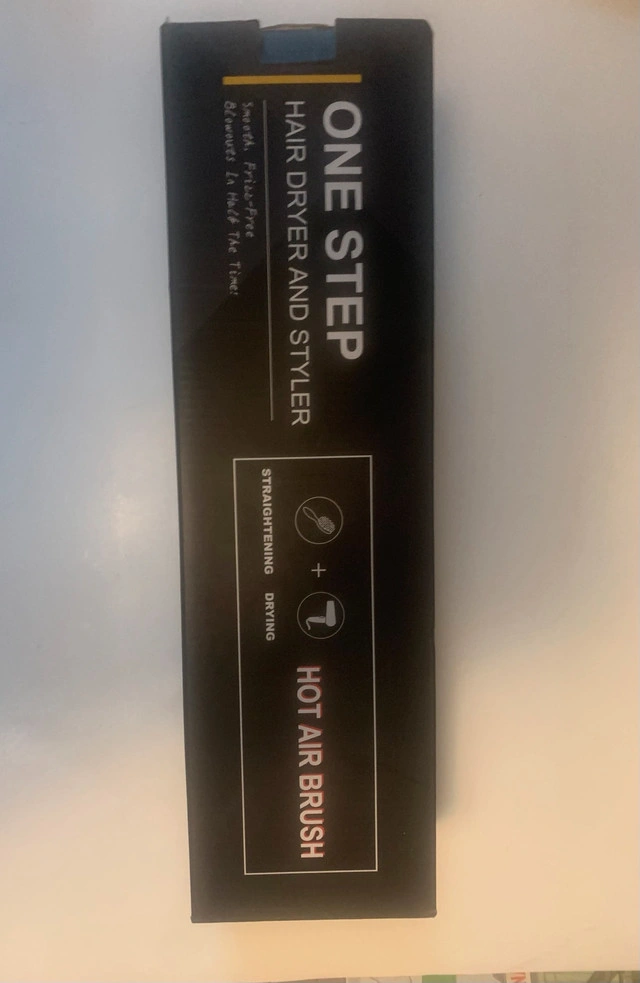 ONE STEP
HAIR DRYER AND STYLER
Smooth, Frizz-Free
Blowouts In Half The Time!
+
STRAIGHTENING DRYING
HOT AIR BRUSH